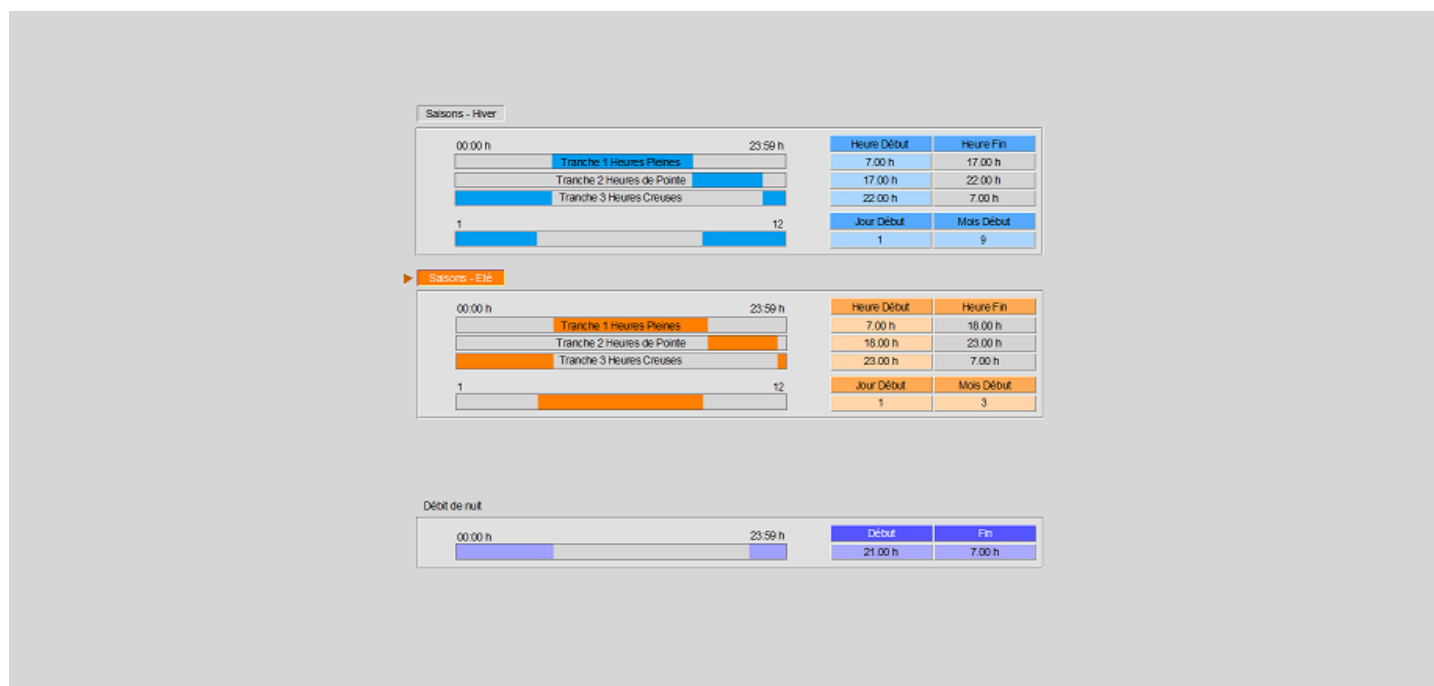 Saisons - Hiver
00:00 h 23:59 h Heure Début Heure Fin
Tranche 1 Heures Pleines 7.00 h 17.00 h
Tranche 2 Heures de Pointe 17.00 h 22.00 h
Tranche 3 Heures Creuses 22.00 h 7.00 h
1 12 Jour Début Mois Début
1 9
Saisons - Eté
00:00 h 23:59 h Heure Début Heure Fin
Tranche 1 Heures Pleines 7.00 h 18.00 h
Tranche 2 Heures de Pointe 18.00 h 23.00 h
Tranche 3 Heures Creuses 23.00 h 7.00 h
1 12 Jour Début Mois Début
1 3
Débit de nuit
00:00 h 23:59 h Début Fin
21.00 h 7.00 h